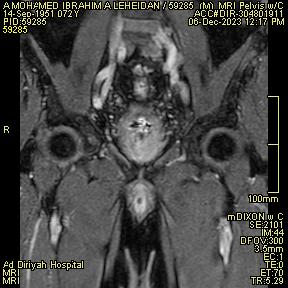 A MOHAMED IBRAHIM A LEHEIDAN / 59285 (M) MRI Pelvis w/C
14-Sep-1951 072Y ACC#DIR-304801911
PID:59285 06-Dec-2023 12:17 PM
59285
R
100mm
mDIXON w C
SE:2101
IM:44
DFOV:300
3.5mm
EC:1
Ad Diriyah Hospital TE:0
MRI ET:70
MRI TR:5.29